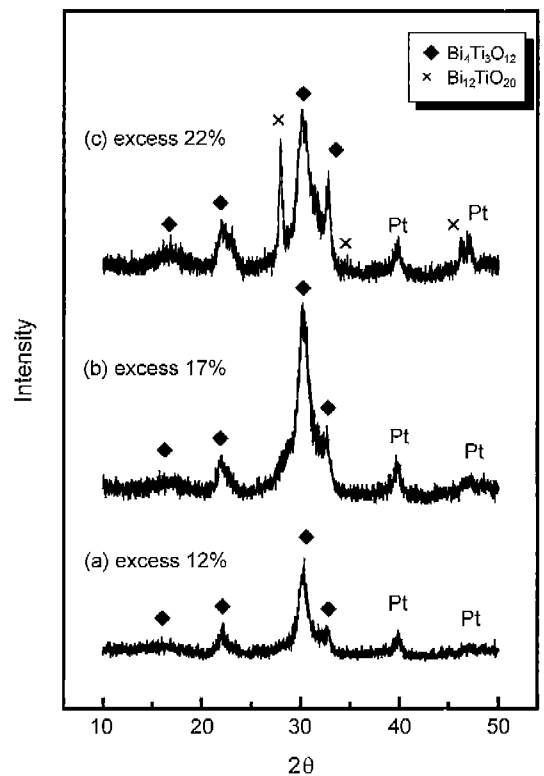 ◆ Bi₄Ti₃O₁₂
× Bi₁₂TiO₂₀
(c) excess 22%
Pt
Pt
(b) excess 17%
Pt
Pt
(a) excess 12%
Pt
Pt
Intensity
10 20 30 40 50
2θ